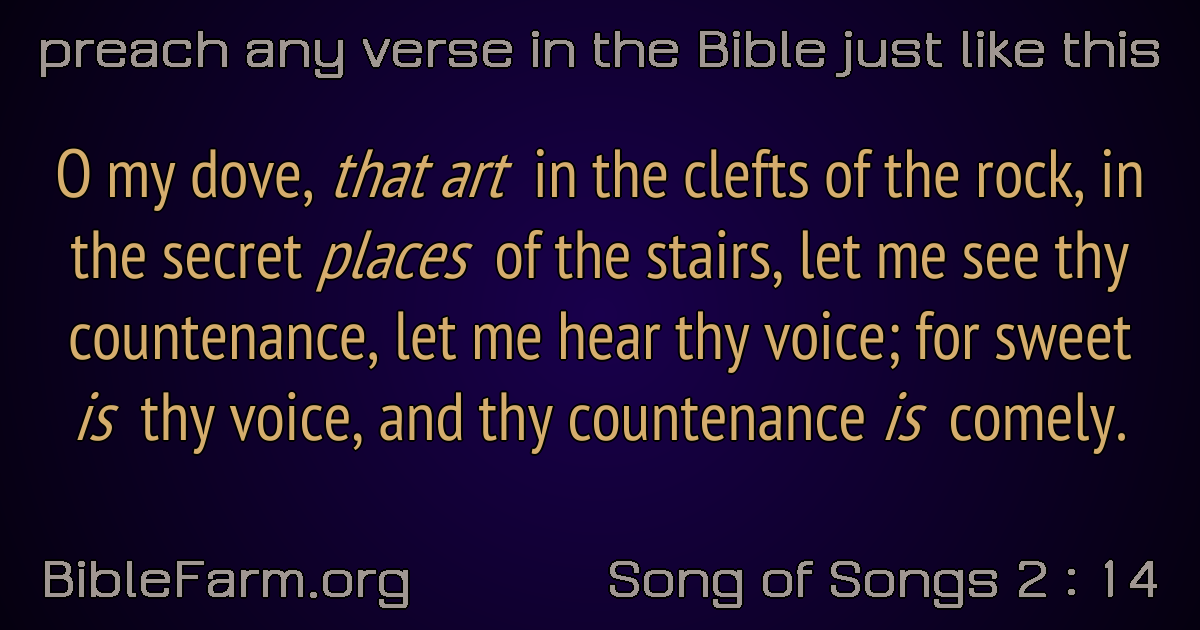 preach any verse in the Bible just like this
O my dove, that art in the clefts of the rock, in
the secret places of the stairs, let me see thy
countenance, let me hear thy voice; for sweet
is thy voice, and thy countenance is comely.
BibleFarm.org
Song of Songs 2 : 14